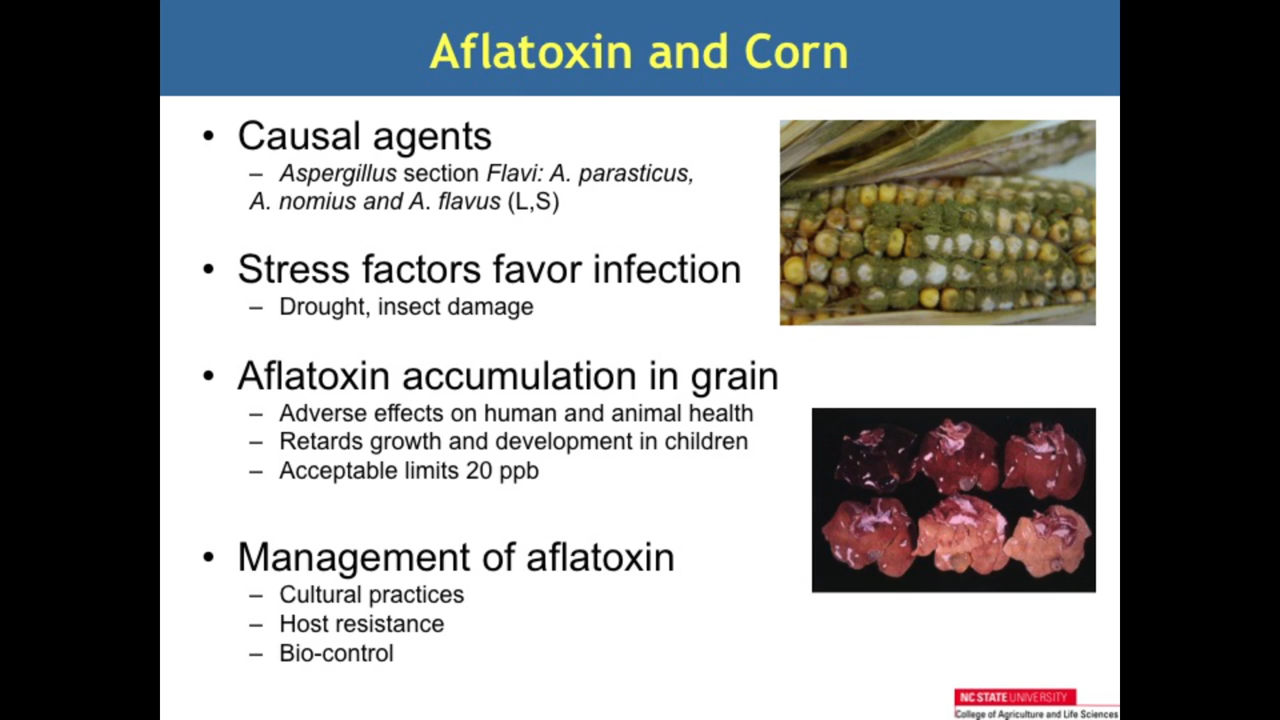 Aflatoxin and Corn
• Causal agents
– Aspergillus section Flavi: A. parasticus,
A. nomius and A. flavus (L,S)
• Stress factors favor infection
– Drought, insect damage
• Aflatoxin accumulation in grain
– Adverse effects on human and animal health
– Retards growth and development in children
– Acceptable limits 20 ppb
• Management of aflatoxin
– Cultural practices
– Host resistance
– Bio-control
NC STATE UNIVERSITY
College of Agriculture and Life Sciences